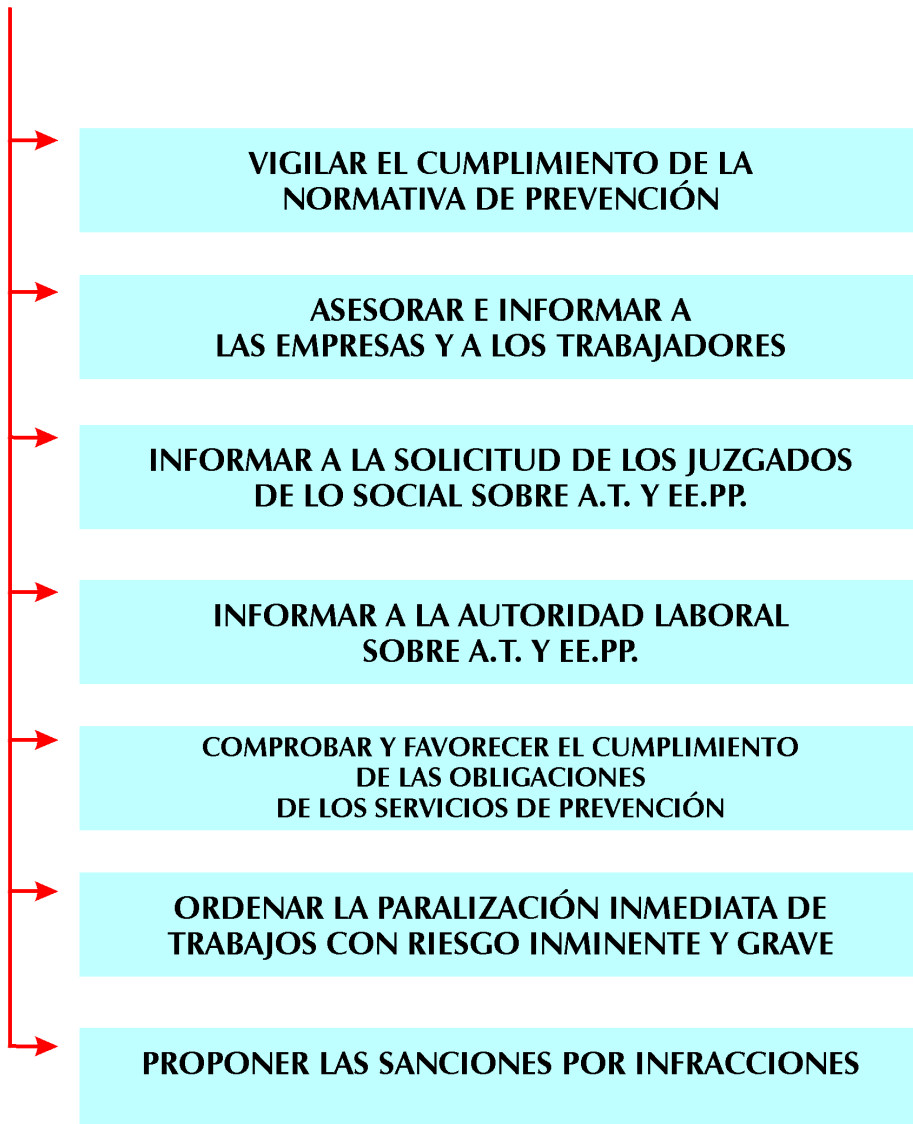 VIGILAR EL CUMPLIMIENTO DE LA
NORMATIVA DE PREVENCIÓN
ASESORAR E INFORMAR A
LAS EMPRESAS Y A LOS TRABAJADORES
INFORMAR A LA SOLICITUD DE LOS JUZGADOS
DE LO SOCIAL SOBRE A.T. Y EE.PP.
INFORMAR A LA AUTORIDAD LABORAL
SOBRE A.T. Y EE.PP.
COMPROBAR Y FAVORECER EL CUMPLIMIENTO
DE LAS OBLIGACIONES
DE LOS SERVICIOS DE PREVENCIÓN
ORDENAR LA PARALIZACIÓN INMEDIATA DE
TRABAJOS CON RIESGO INMINENTE Y GRAVE
PROPONER LAS SANCIONES POR INFRACCIONES